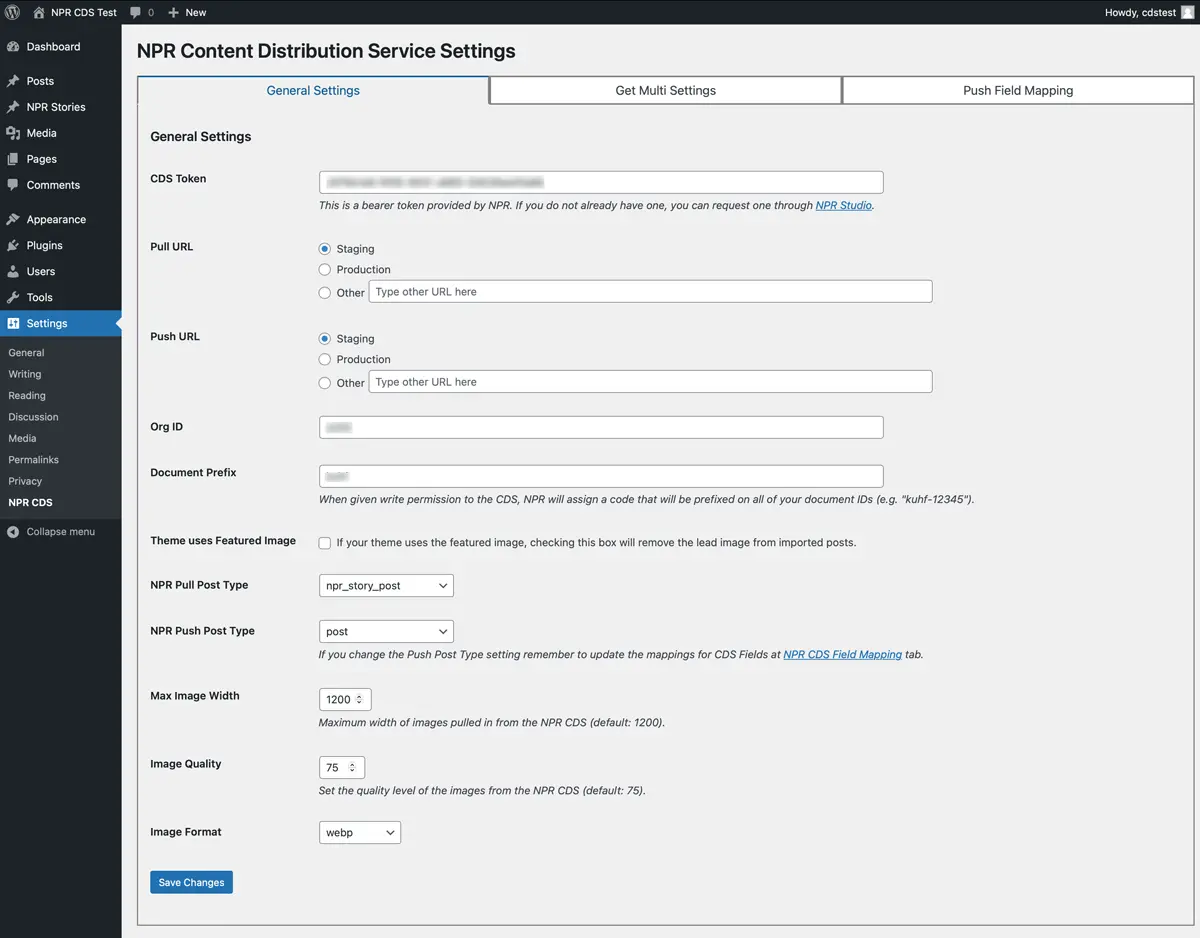 NPR CDS Test 0 New Howdy, cdstest
Dashboard
Posts
NPR Stories
Media
Pages
Comments
Appearance
Plugins
Users
Tools
Settings
General
Writing
Reading
Discussion
Media
Permalinks
Privacy
NPR CDS
Collapse menu
NPR Content Distribution Service Settings
General Settings Get Multi Settings Push Field Mapping
General Settings
CDS Token
This is a bearer token provided by NPR. If you do not already have one, you can request one through NPR Studio.
Pull URL
Staging
Production
Other Type other URL here
Push URL
Staging
Production
Other Type other URL here
Org ID
Document Prefix
When given write permission to the CDS, NPR will assign a code that will be prefixed on all of your document IDs (e.g. "kuhf-12345").
Theme uses Featured Image If your theme uses the featured image, checking this box will remove the lead image from imported posts.
NPR Pull Post Type npr_story_post
NPR Push Post Type post
If you change the Push Post Type setting remember to update the mappings for CDS Fields at NPR CDS Field Mapping tab.
Max Image Width 1200
Maximum width of images pulled in from the NPR CDS (default: 1200).
Image Quality 75
Set the quality level of the images from the NPR CDS (default: 75).
Image Format webp
Save Changes